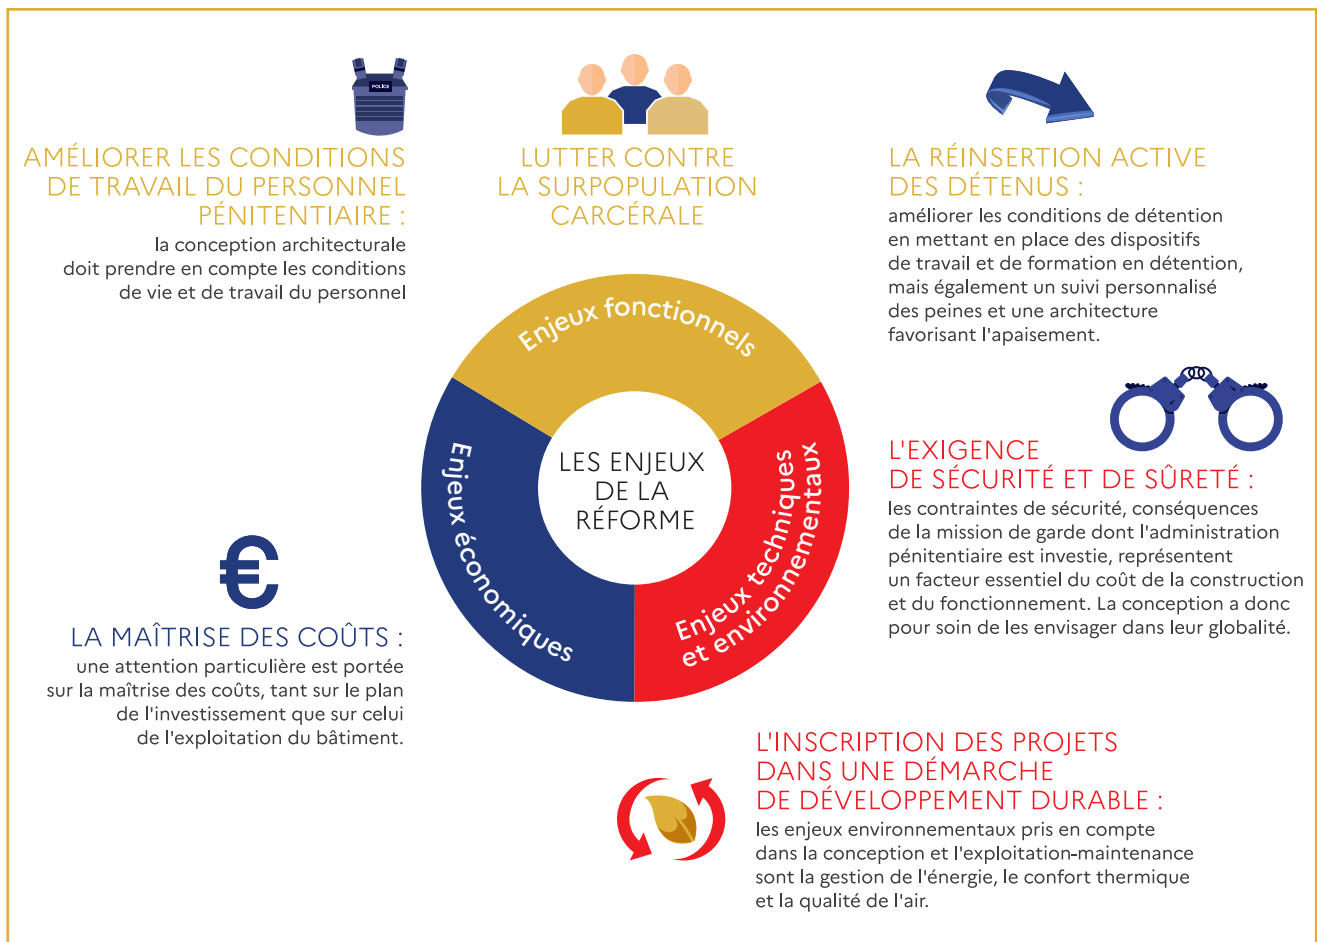 POLICE
AMÉLIORER LES CONDITIONS
DE TRAVAIL DU PERSONNEL
PÉNITENTIAIRE :
la conception architecturale
doit prendre en compte les conditions
de vie et de travail du personnel
LUTTER CONTRE
LA SURPOPULATION
CARCÉRALE
LA RÉINSERTION ACTIVE
DES DÉTENUS :
améliorer les conditions de détention
en mettant en place des dispositifs
de travail et de formation en détention,
mais également un suivi personnalisé
des peines et une architecture
favorisant l'apaisement.
Enjeux fonctionnels
Enjeux économiques
LES ENJEUX
DE LA
RÉFORME
Enjeux techniques
et environnementaux
L'EXIGENCE
DE SÉCURITÉ ET DE SÛRETÉ :
les contraintes de sécurité, conséquences
de la mission de garde dont l'administration
pénitentiaire est investie, représentent
un facteur essentiel du coût de la construction
et du fonctionnement. La conception a donc
pour soin de les envisager dans leur globalité.
€
LA MAÎTRISE DES COÛTS :
une attention particulière est portée
sur la maîtrise des coûts, tant sur le plan
de l'investissement que sur celui
de l'exploitation du bâtiment.
L'INSCRIPTION DES PROJETS
DANS UNE DÉMARCHE
DE DÉVELOPPEMENT DURABLE :
les enjeux environnementaux pris en compte
dans la conception et l'exploitation-maintenance
sont la gestion de l'énergie, le confort thermique
et la qualité de l'air.